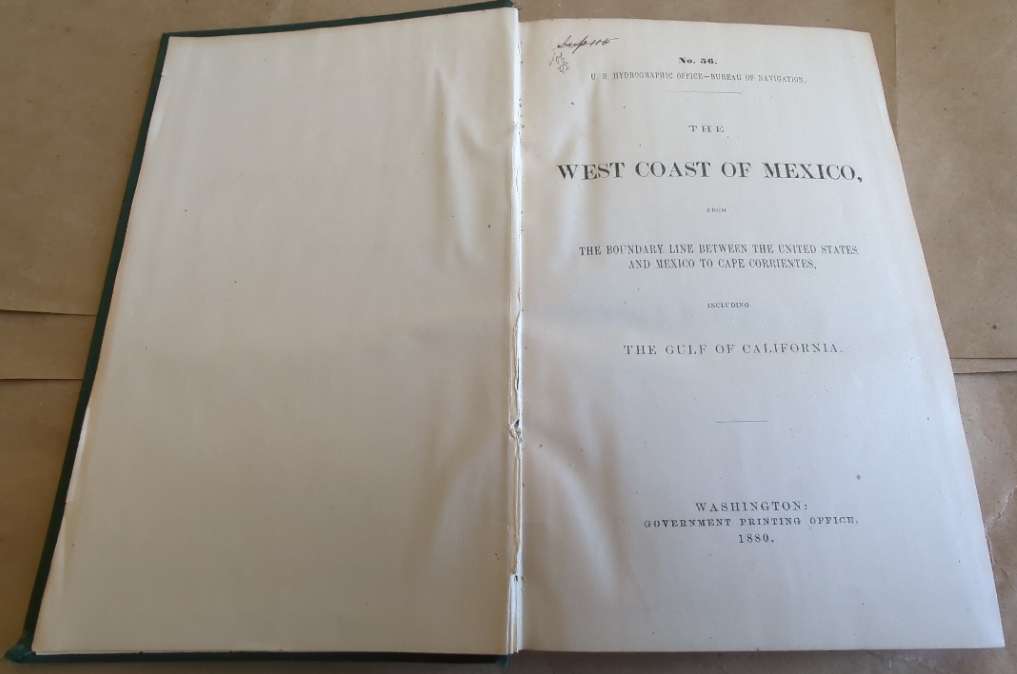 No. 56.
U. S. HYDROGRAPHIC OFFICE—BUREAU OF NAVIGATION.
THE
WEST COAST OF MEXICO,
FROM
THE BOUNDARY LINE BETWEEN THE UNITED STATES
AND MEXICO TO CAPE CORRIENTES,
INCLUDING
THE GULF OF CALIFORNIA.
WASHINGTON:
GOVERNMENT PRINTING OFFICE.
1880.